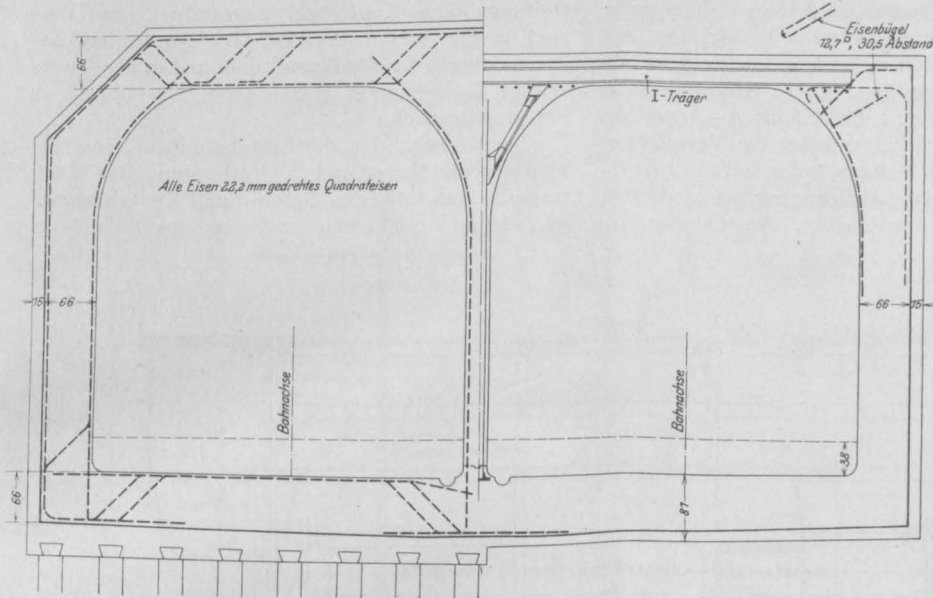 Eisenbügel
12,7□, 30,5 Abstand
66
I-Träger
Alle Eisen 22,2 mm gedrehtes Quadrateisen
15
66
66
15
Bahnachse
Bahnachse
38
66
81